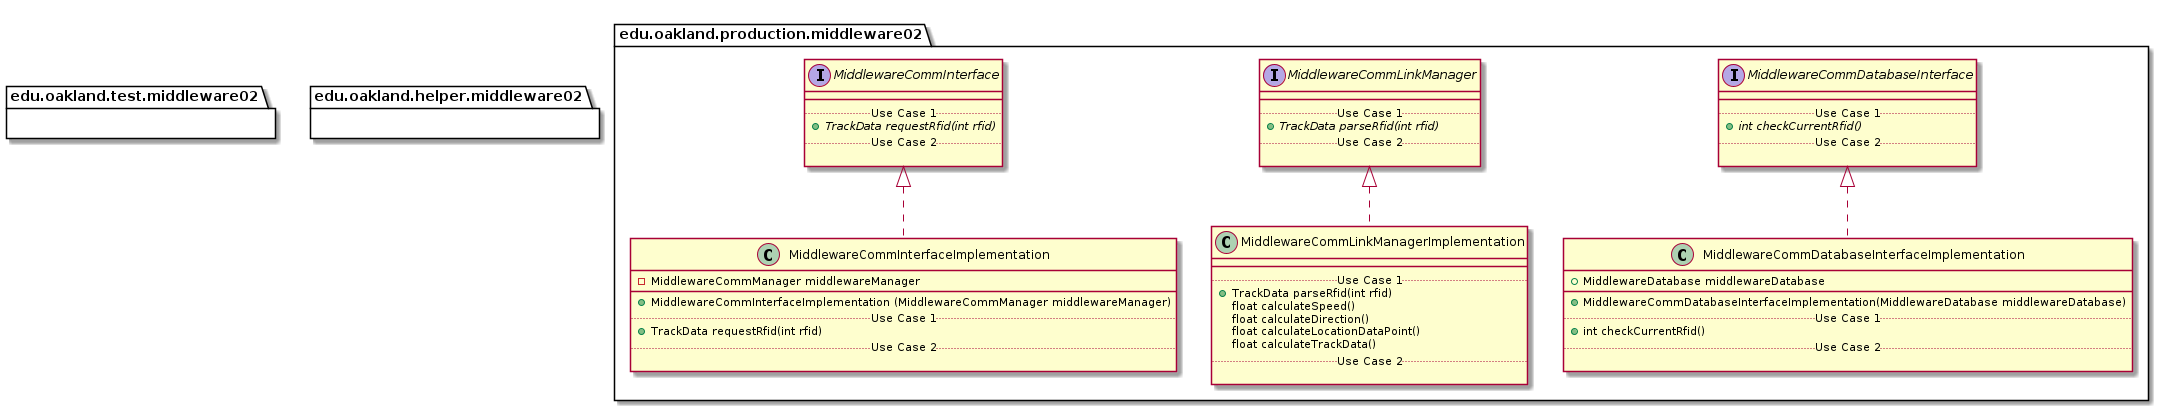 edu.oakland.test.middleware02
edu.oakland.helper.middleware02
edu.oakland.production.middleware02
I MiddlewareCommInterface
Use Case 1
TrackData requestRfid(int rfid)
Use Case 2
I MiddlewareCommLinkManager
Use Case 1
TrackData parseRfid(int rfid)
Use Case 2
I MiddlewareCommDatabaseInterface
Use Case 1
int checkCurrentRfid()
Use Case 2
C MiddlewareCommInterfaceImplementation
MiddlewareCommManager middlewareManager
MiddlewareCommInterfaceImplementation (MiddlewareCommManager middlewareManager)
Use Case 1
TrackData requestRfid(int rfid)
Use Case 2
C MiddlewareCommLinkManagerImplementation
Use Case 1
TrackData parseRfid(int rfid)
float calculateSpeed()
float calculateDirection()
float calculateLocationDataPoint()
float calculateTrackData()
Use Case 2
C MiddlewareCommDatabaseInterfaceImplementation
MiddlewareDatabase middlewareDatabase
MiddlewareCommDatabaseInterfaceImplementation(MiddlewareDatabase middlewareDatabase)
Use Case 1
int checkCurrentRfid()
Use Case 2